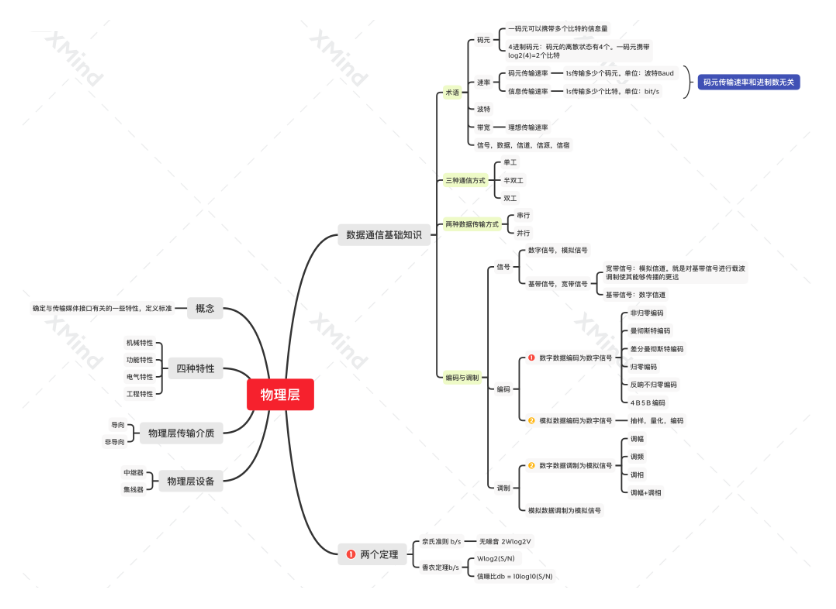 物理层
概念
确定与传输媒体接口有关的一些特性，定义标准
四种特性
机械特性
功能特性
电气特性
工程特性
物理层传输介质
导向
非导向
物理层设备
中继器
集线器
数据通信基础知识
术语
码元
一码元可以携带多个比特的信息量
4进制码元：码元的离散状态有4个。一码元携带
log2(4)=2个比特
速率
码元传输速率
1s传输多少个码元，单位：波特Baud
信息传输速率
1s传输多少个比特，单位：bit/s
码元传输速率和进制数无关
波特
带宽
理想传输速率
信号，数据，信道，信源，信宿
三种通信方式
单工
半双工
双工
两种数据传输方式
串行
并行
编码与调制
信号
数字信号，模拟信号
基带信号，宽带信号
宽带信号：模拟信道。就是对基带信号进行载波
调制使其能够传播的更远
基带信号：数字信道
编码
1 数字数据编码为数字信号
非归零编码
曼彻斯特编码
差分曼彻斯特编码
归零编码
反响不归零编码
4B5B编码
2 模拟数据编码为数字信号
抽样，量化，编码
调制
2 数字数据调制为模拟信号
调幅
调频
调相
调幅+调相
模拟数据调制为模拟信号
1 两个定理
奈氏准则 b/s
无噪音 2Wlog2V
香农定理b/s
Wlog2(S/N)
信噪比db = 10log10(S/N)
XMind
XMind
XMind
XMind
XMind
XMind